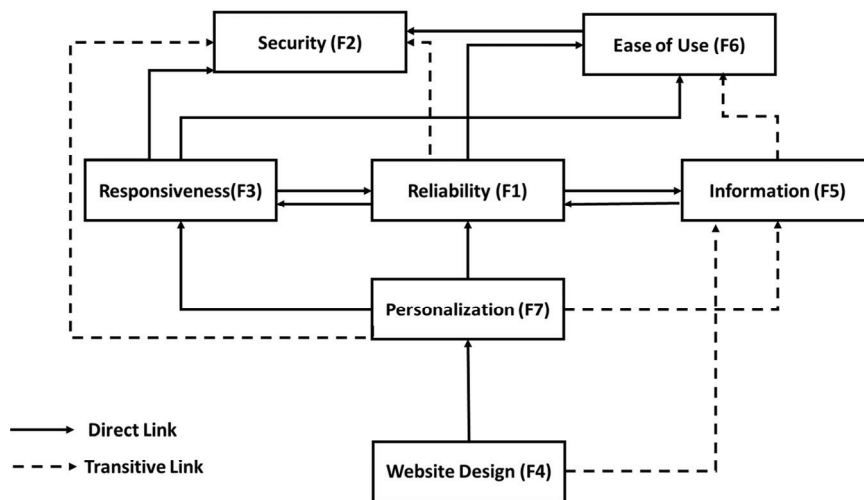 Security (F2)
Ease of Use (F6)
Responsiveness(F3)
Reliability (F1)
Information (F5)
Personalization (F7)
Direct Link
Transitive Link
Website Design (F4)